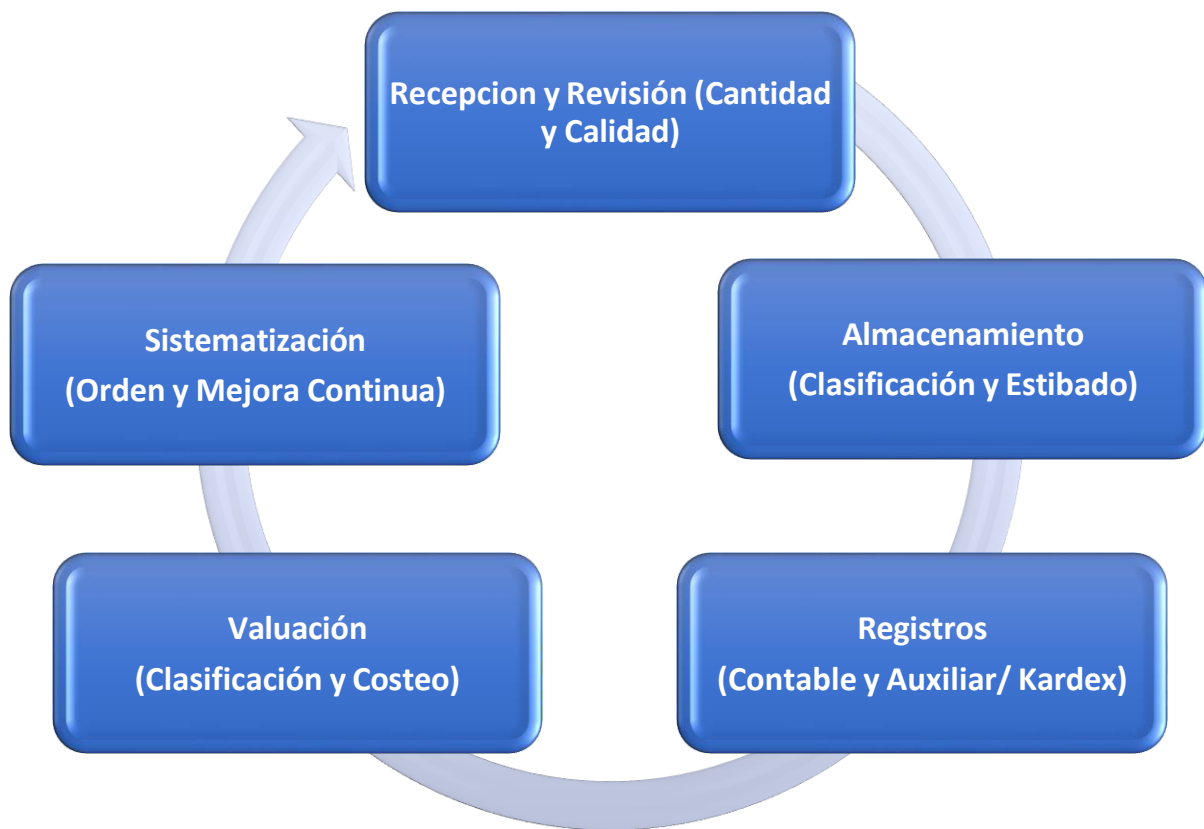 Recepcion y Revisión (Cantidad
y Calidad)
Almacenamiento
(Clasificación y Estibado)
Registros
(Contable y Auxiliar/ Kardex)
Valuación
(Clasificación y Costeo)
Sistematización
(Orden y Mejora Continua)